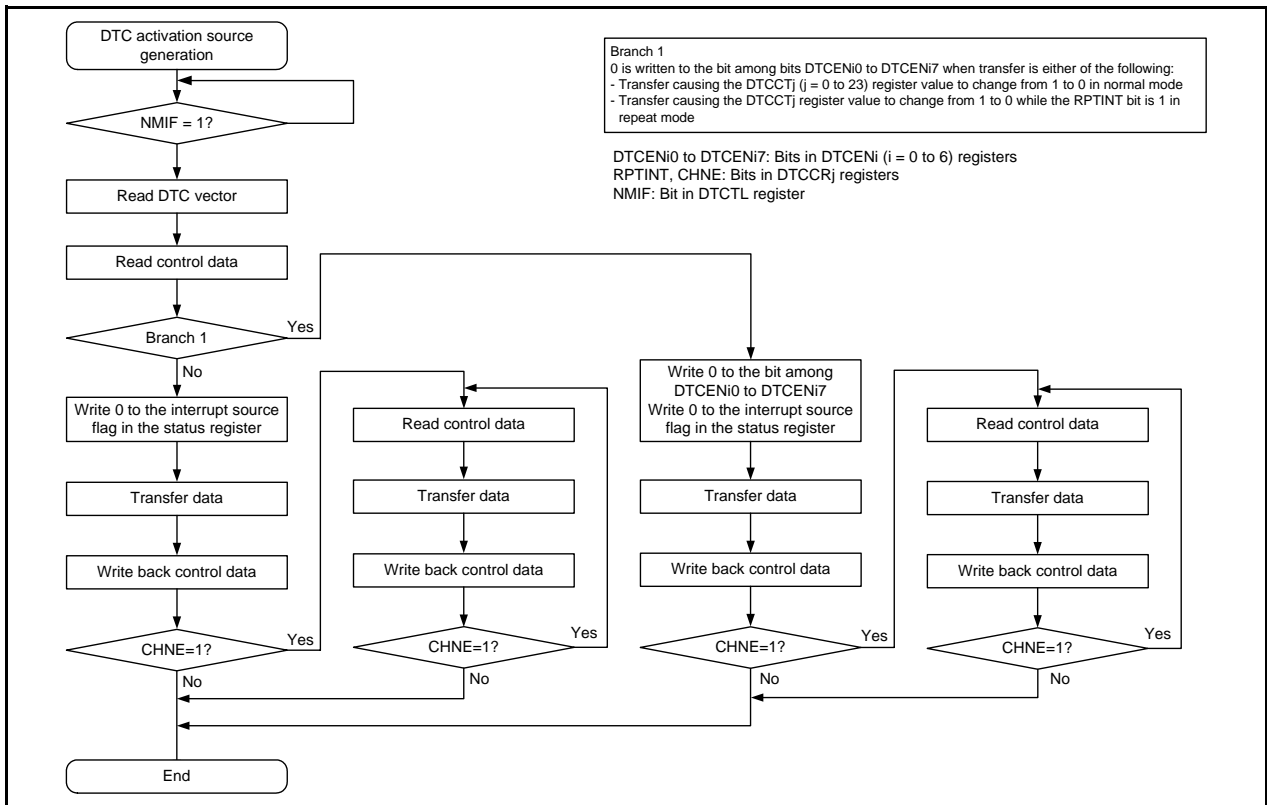 DTC activation source
generation
NMIF = 1?
Read DTC vector
Read control data
Branch 1
Yes
No
Write 0 to the interrupt source
flag in the status register
Transfer data
Write back control data
CHNE=1?
Yes
No
Read control data
Transfer data
Write back control data
CHNE=1?
Yes
No
Write 0 to the bit among
DTCENi0 to DTCENi7
Write 0 to the interrupt source
flag in the status register
Transfer data
Write back control data
CHNE=1?
Yes
No
Read control data
Transfer data
Write back control data
CHNE=1?
Yes
No
End
Branch 1
0 is written to the bit among bits DTCENi0 to DTCENi7 when transfer is either of the following:
- Transfer causing the DTCCTj (j = 0 to 23) register value to change from 1 to 0 in normal mode
- Transfer causing the DTCCTj register value to change from 1 to 0 while the RPTINT bit is 1 in
repeat mode
DTCENi0 to DTCENi7: Bits in DTCENi (i = 0 to 6) registers
RPTINT, CHNE: Bits in DTCCRj registers
NMIF: Bit in DTCTL register